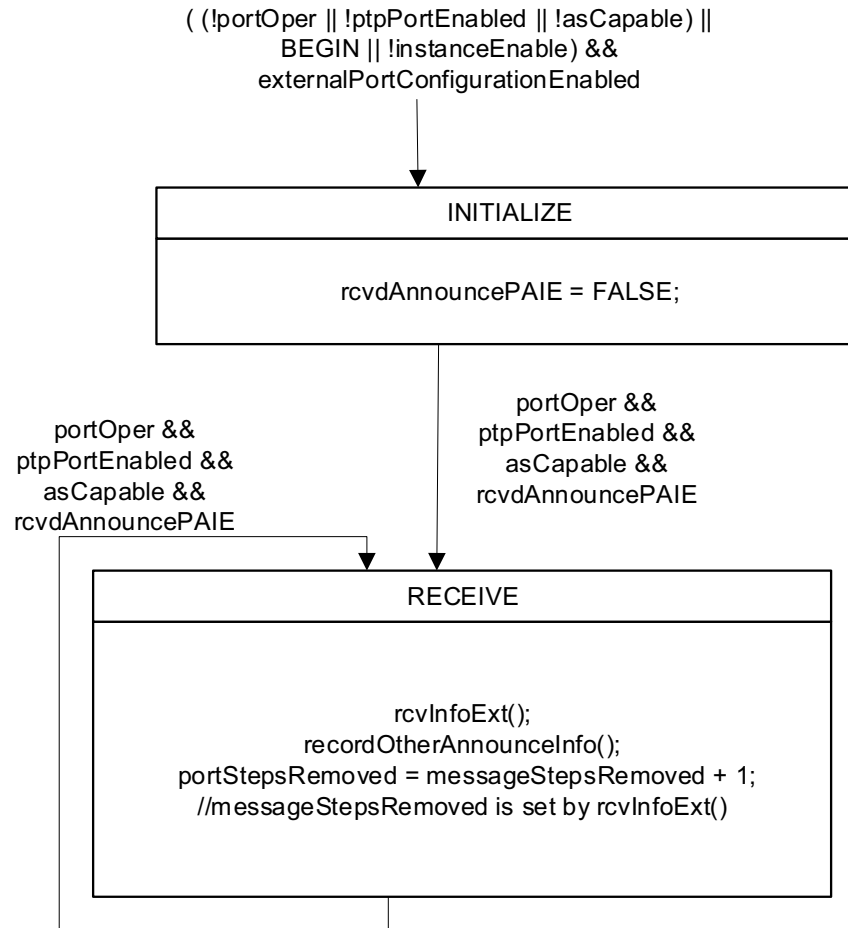 ( (!portOper || !ptpPortEnabled || !asCapable) ||
BEGIN || !instanceEnable) &&
externalPortConfigurationEnabled
INITIALIZE
rcvdAnnouncePAIE = FALSE;
portOper &&
ptpPortEnabled &&
asCapable &&
rcvdAnnouncePAIE
portOper &&
ptpPortEnabled &&
asCapable &&
rcvdAnnouncePAIE
RECEIVE
rcvInfoExt();
recordOtherAnnounceInfo();
portStepsRemoved = messageStepsRemoved + 1;
//messageStepsRemoved is set by rcvInfoExt()